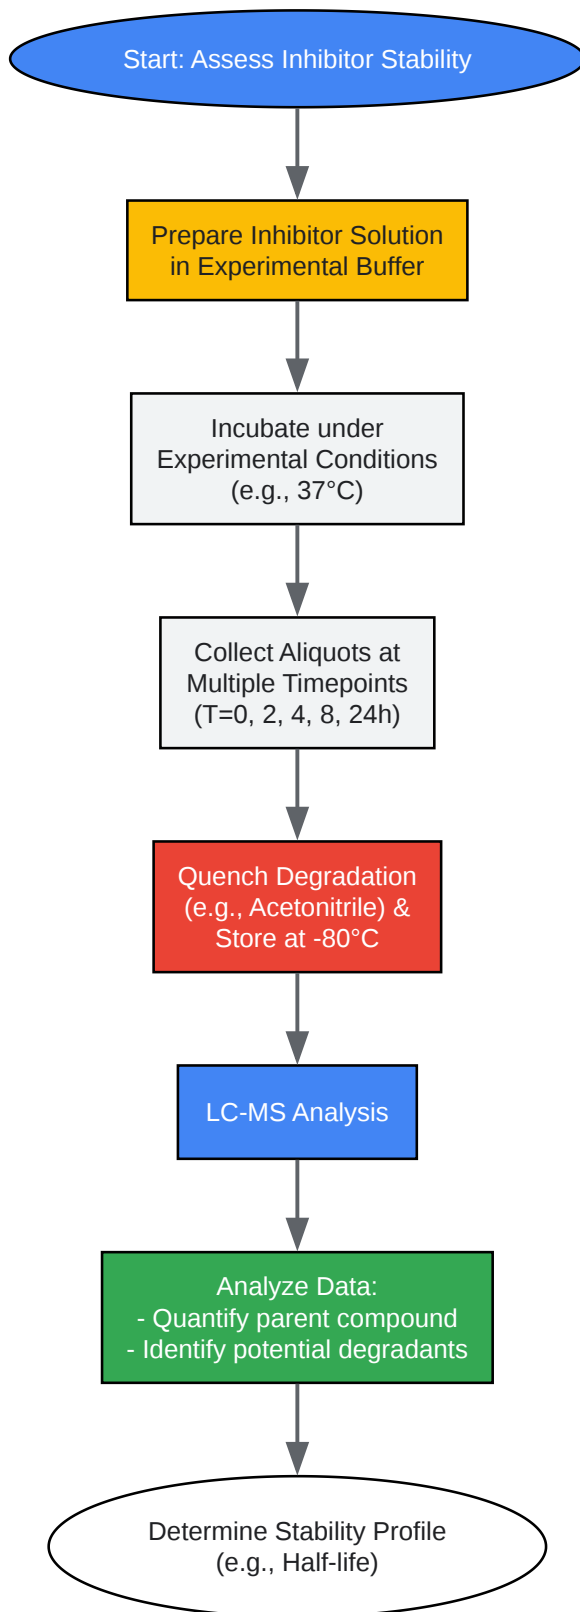 Start: Assess Inhibitor Stability
Prepare Inhibitor Solution
in Experimental Buffer
Incubate under
Experimental Conditions
(e.g., 37°C)
Collect Aliquots at
Multiple Timepoints
(T=0, 2, 4, 8, 24h)
Quench Degradation
(e.g., Acetonitrile) &
Store at -80°C
LC-MS Analysis
Analyze Data:
- Quantify parent compound
- Identify potential degradants
Determine Stability Profile
(e.g., Half-life)